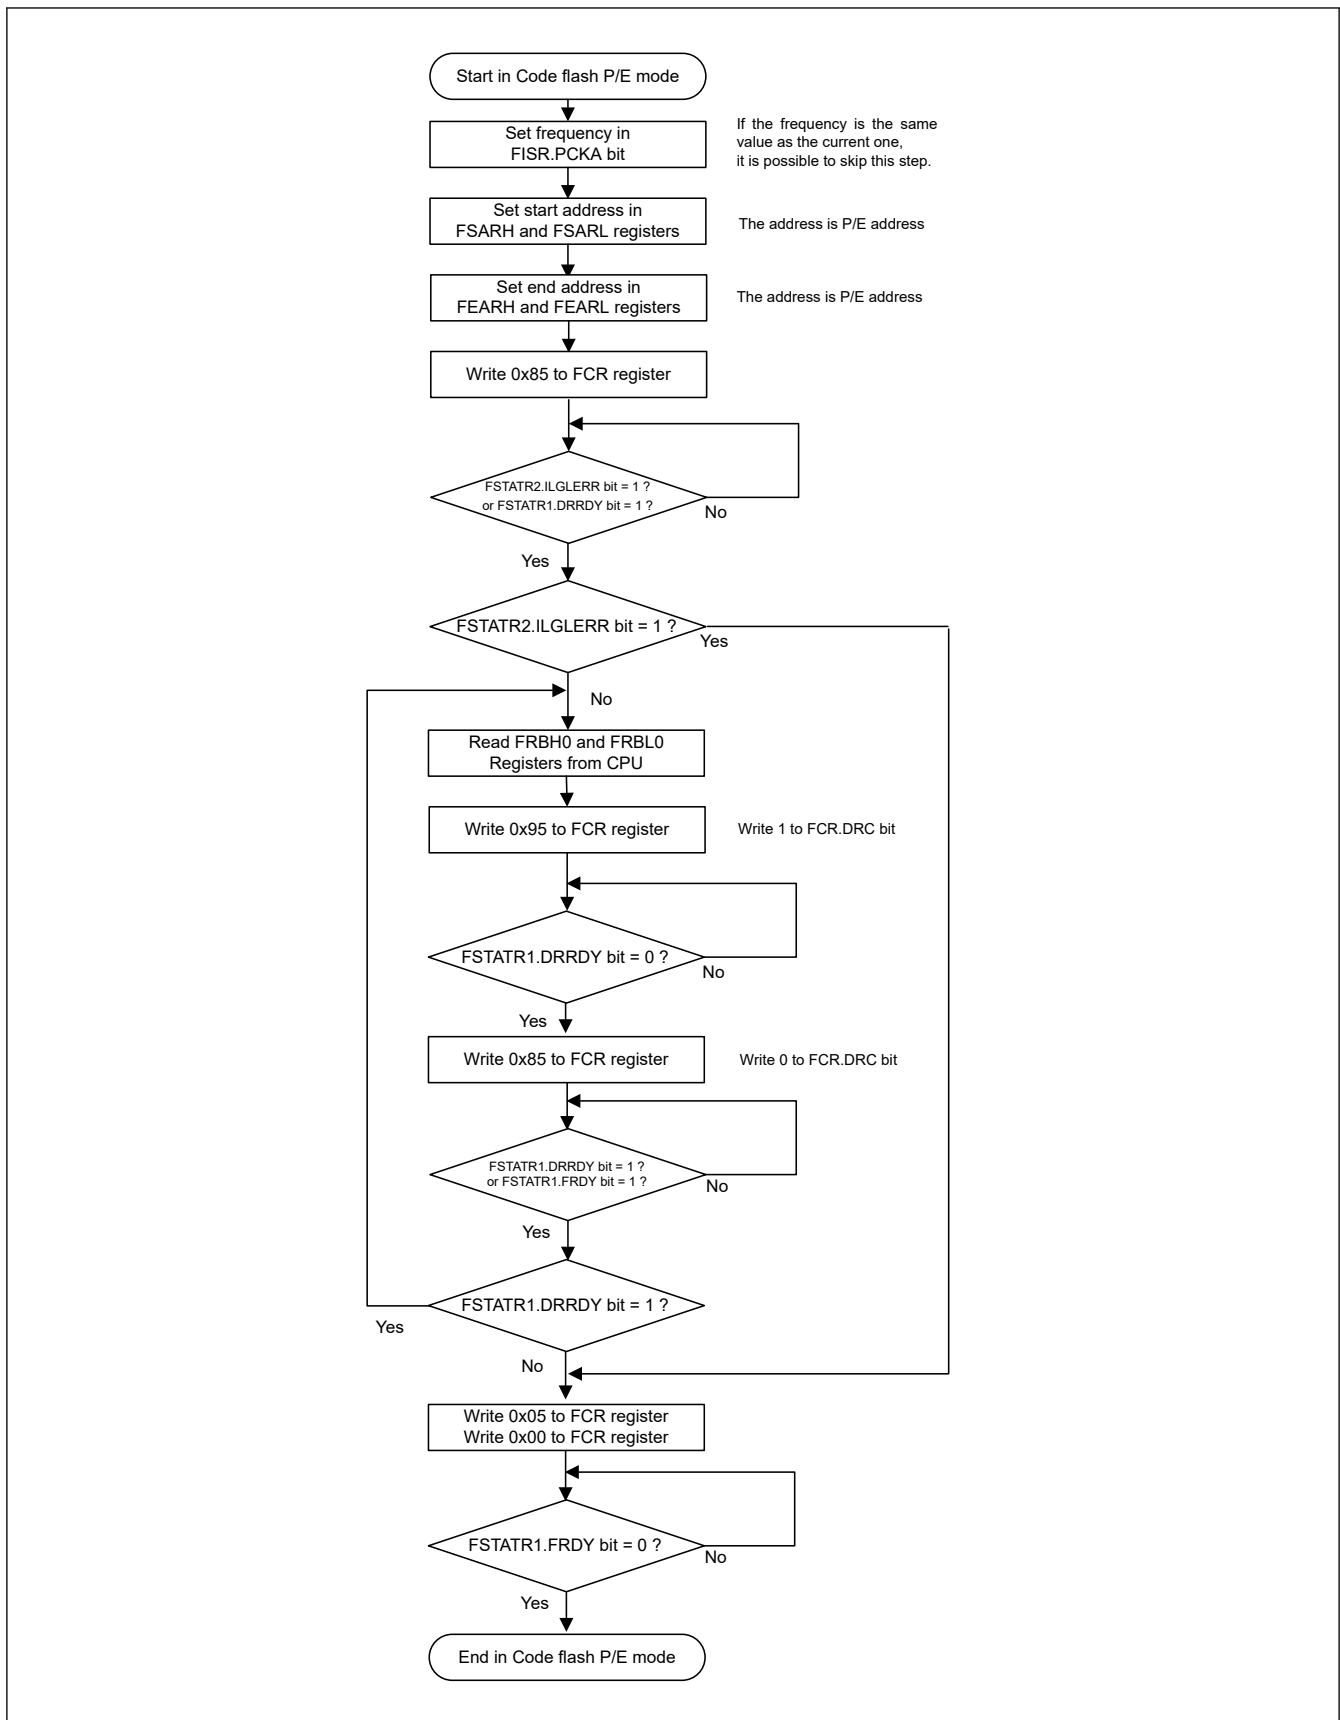 Start in Code flash P/E mode
Set frequency in
FISR.PCKA bit
If the frequency is the same
value as the current one,
it is possible to skip this step.
Set start address in
FSARH and FSARL registers
The address is P/E address
Set end address in
FEARH and FEARL registers
The address is P/E address
Write 0x85 to FCR register
FSTATR2.ILGLERR bit = 1 ?
or FSTATR1.DRRDY bit = 1 ?
No
Yes
FSTATR2.ILGLERR bit = 1 ?
Yes
No
Read FRBH0 and FRBL0
Registers from CPU
Write 0x95 to FCR register
Write 1 to FCR.DRC bit
FSTATR1.DRRDY bit = 0 ?
No
Yes
Write 0x85 to FCR register
Write 0 to FCR.DRC bit
FSTATR1.DRRDY bit = 1 ?
or FSTATR1.FRDY bit = 1 ?
No
Yes
FSTATR1.DRRDY bit = 1 ?
Yes
No
Write 0x05 to FCR register
Write 0x00 to FCR register
FSTATR1.FRDY bit = 0 ?
No
Yes
End in Code flash P/E mode